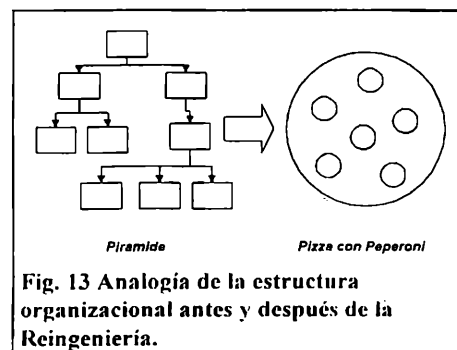 Piramide
Pizza con Peperoni
Fig. 13 Analogía de la estructura
organizacional antes y después de la
Reingeniería.